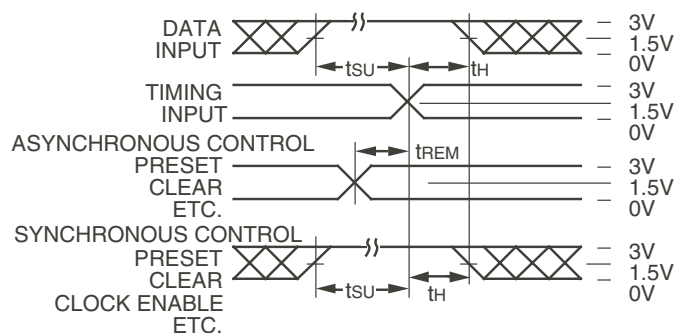 DATA
INPUT
3V
1.5V
0V
tSU
tH
TIMING
INPUT
3V
1.5V
0V
ASYNCHRONOUS CONTROL
PRESET
CLEAR
ETC.
tREM
3V
1.5V
0V
SYNCHRONOUS CONTROL
PRESET
CLEAR
CLOCK ENABLE
ETC.
tSU
tH
3V
1.5V
0V